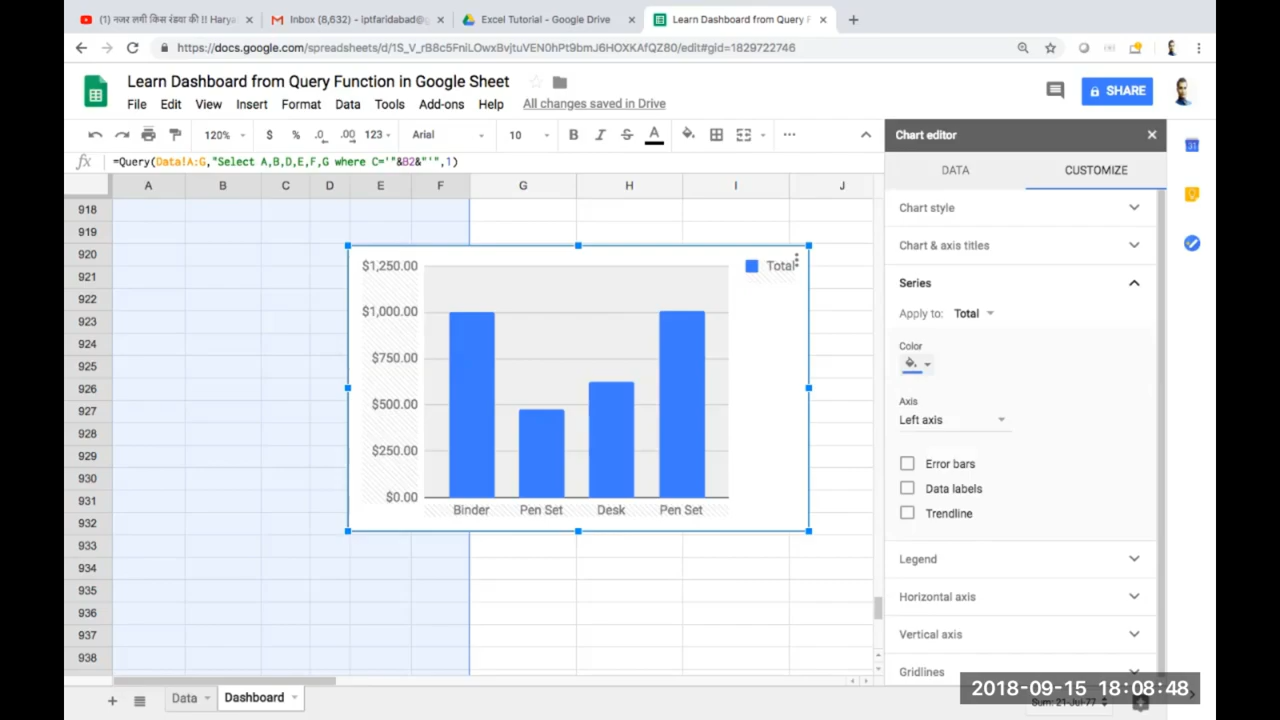 (1) नजर लगी किस रंडवा की !! Harya
Inbox (8,632) - iptfaridabad@g
Excel Tutorial - Google Drive
Learn Dashboard from Query F
https://docs.google.com/spreadsheets/d/1S_V_rB8c5FniLOwxBvjtuVEN0hPt9bmJ6HOXKAfQZ80/edit#gid=1829722746
Learn Dashboard from Query Function in Google Sheet
SHARE
File Edit View Insert Format Data Tools Add-ons Help All changes saved in Drive
120% $ % .0 .00 123 Arial 10 B I S A
Chart editor
fx =Query(Data!A:G,"Select A,B,D,E,F,G where C='"&B2&"'",1)
DATA CUSTOMIZE
A B C D E F G H I J
918
919
920
921
922
923
924
925
926
927
928
929
930
931
932
933
934
935
936
937
938
$1,250.00
$1,000.00
$750.00
$500.00
$250.00
$0.00
Binder Pen Set Desk Pen Set
Total
Chart style
Chart & axis titles
Series
Apply to: Total
Color
Axis
Left axis
Error bars
Data labels
Trendline
Legend
Horizontal axis
Vertical axis
Gridlines
2018-09-15 18:08:48
Data Dashboard
Sum: 21-Jul-77